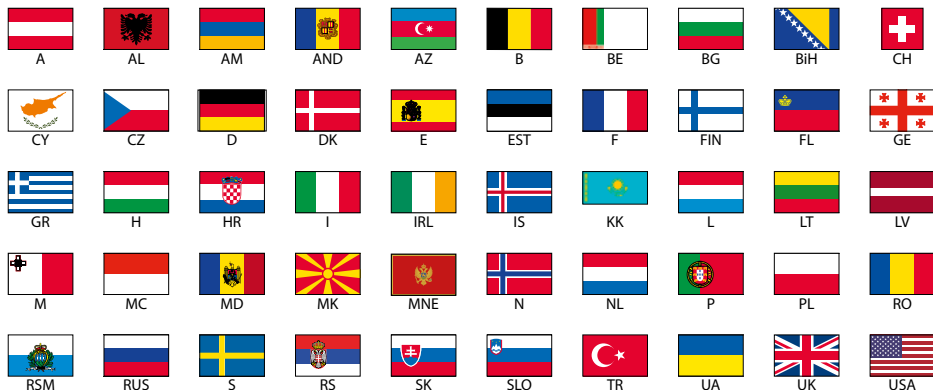 A AL AM AND AZ B BE BG BiH CH
CY CZ D DK E EST F FIN FL GE
GR H HR I IRL IS KK L LT LV
M MC MD MK MNE N NL P PL RO
RSM RUS S RS SK SLO TR UA UK USA